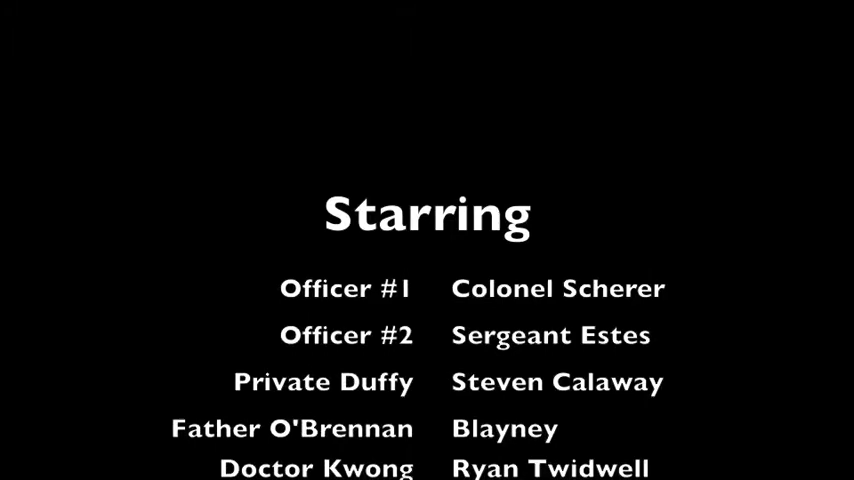 Starring
Officer #1 Colonel Scherer
Officer #2 Sergeant Estes
Private Duffy Steven Calaway
Father O'Brennan Blayney
Doctor Kwong Ryan Twidwell